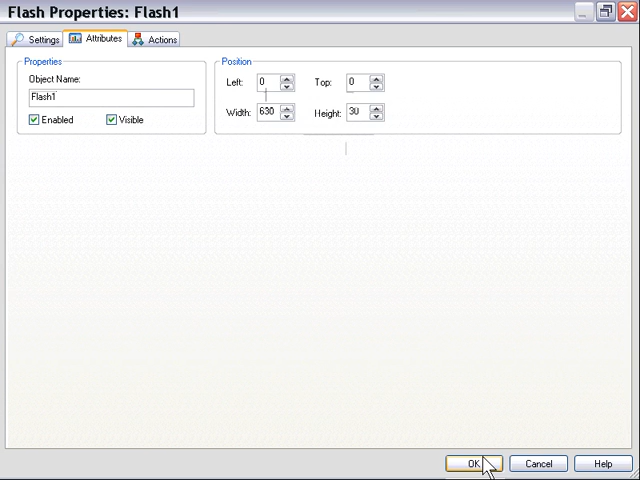 Flash Properties: Flash1
Settings Attributes Actions
Properties Position
Object Name:
Flash1
Enabled Visible
Left: 0 Top: 0
Width: 630 Height: 30
OK Cancel Help